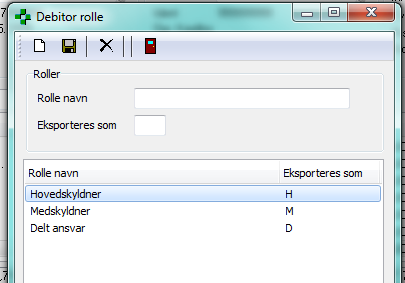 Debitor rolle
Roller
Rolle navn
Eksporteres som
Rolle navn Eksporteres som
Hovedskyldner H
Medskyldner M
Delt ansvar D